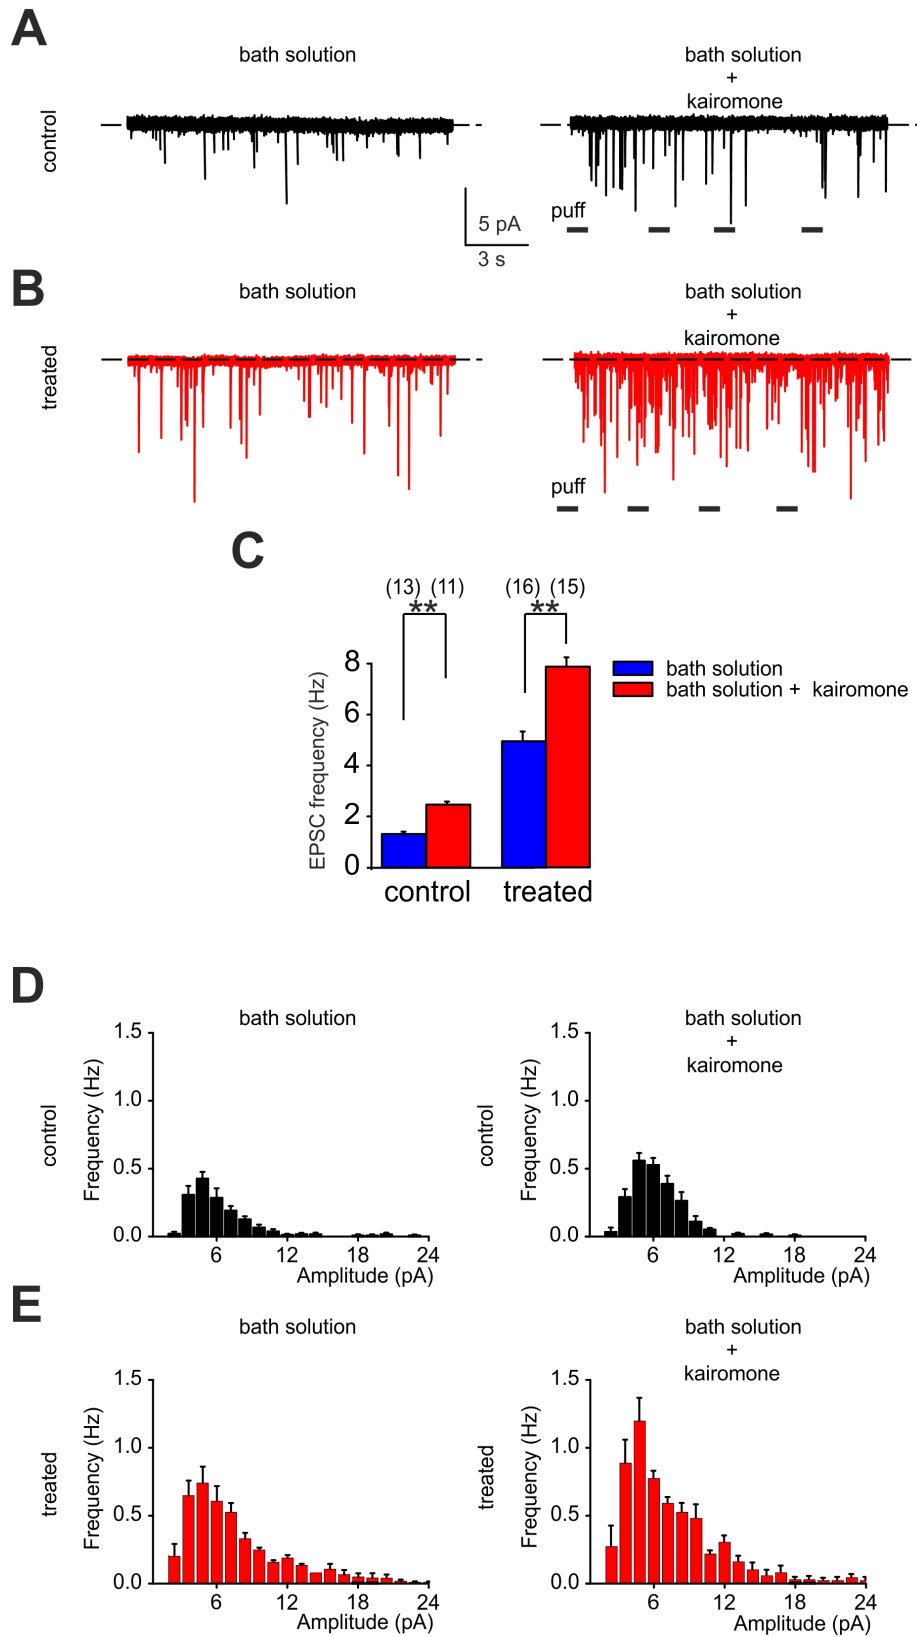 A
bath solution
bath solution
+
kairomone
control
puff
5 pA
3 s
B
bath solution
bath solution
+
kairomone
treated
puff
C
(13) (11)
(16) (15)
**
**
8
6
4
2
0
EPSC frequency (Hz)
control
treated
bath solution
bath solution + kairomone
D
bath solution
bath solution
+
kairomone
control
Frequency (Hz)
1.5
1.0
0.5
0.0
6
12
18
24
Amplitude (pA)
control
Frequency (Hz)
1.5
1.0
0.5
0.0
6
12
18
24
Amplitude (pA)
E
bath solution
bath solution
+
kairomone
treated
Frequency (Hz)
1.5
1.0
0.5
0.0
6
12
18
24
Amplitude (pA)
treated
Frequency (Hz)
1.5
1.0
0.5
0.0
6
12
18
24
Amplitude (pA)